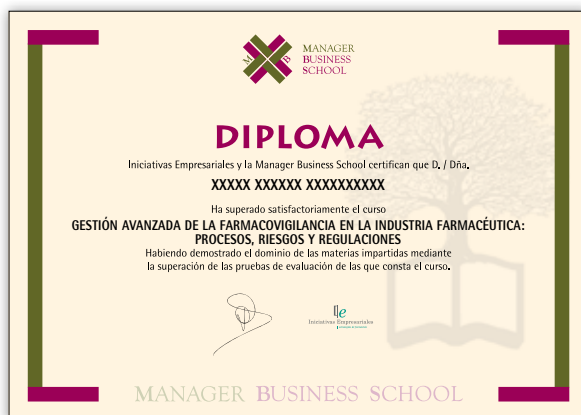 M B
MANAGER
BUSINESS
SCHOOL
DIPLOMA
Iniciativas Empresariales y la Manager Business School certifican que D. / Dña.
XXXXX XXXXXX XXXXXXXXXX
Ha superado satisfactoriamente el curso
GESTIÓN AVANZADA DE LA FARMACOVIGILANCIA EN LA INDUSTRIA FARMACÉUTICA:
PROCESOS, RIESGOS Y REGULACIONES
Habiendo demostrado el dominio de las materias impartidas mediante
la superación de las pruebas de evaluación de las que consta el curso.
Iniciativas Empresariales
MANAGER BUSINESS SCHOOL